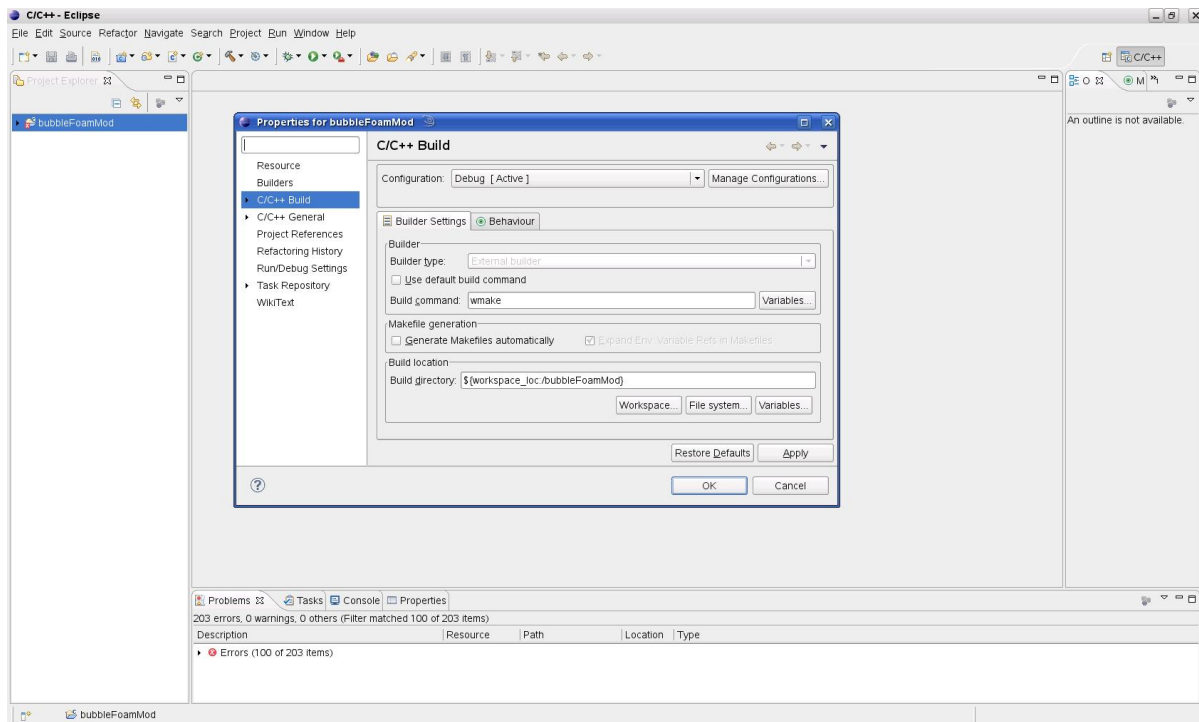 C/C++ - Eclipse
File Edit Source Refactor Navigate Search Project Run Window Help
C/C++
Project Explorer
O
M
bubbleFoamMod
An outline is not available.
Properties for bubbleFoamMod
C/C++ Build
Resource
Builders
C/C++ Build
C/C++ General
Project References
Refactoring History
Run/Debug Settings
Task Repository
WikiText
Configuration: Debug [ Active ]
Manage Configurations...
Builder Settings
Behaviour
Builder
Builder type: External builder
Use default build command
Build command: wmake
Variables...
Makefile generation
Generate Makefiles automatically
Expand Env. Variable Refs in Makefiles
Build location
Build directory: ${workspace_loc:/bubbleFoamMod}
Workspace... File system... Variables...
Restore Defaults Apply
OK Cancel
Problems Tasks Console Properties
203 errors, 0 warnings, 0 others (Filter matched 100 of 203 items)
Description Resource Path Location Type
Errors (100 of 203 items)
bubbleFoamMod